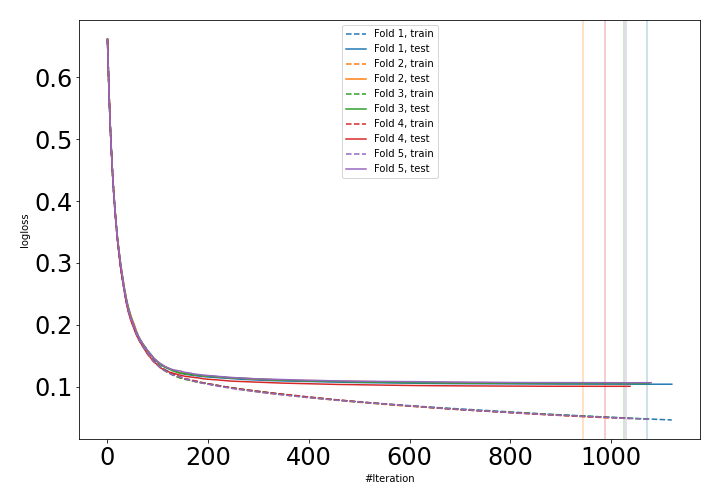 Fold 1, train
Fold 1, test
Fold 2, train
Fold 2, test
Fold 3, train
Fold 3, test
Fold 4, train
Fold 4, test
Fold 5, train
Fold 5, test
0.6
0.5
0.4
0.3
0.2
0.1
logloss
0 200 400 600 800 1000
#Iteration